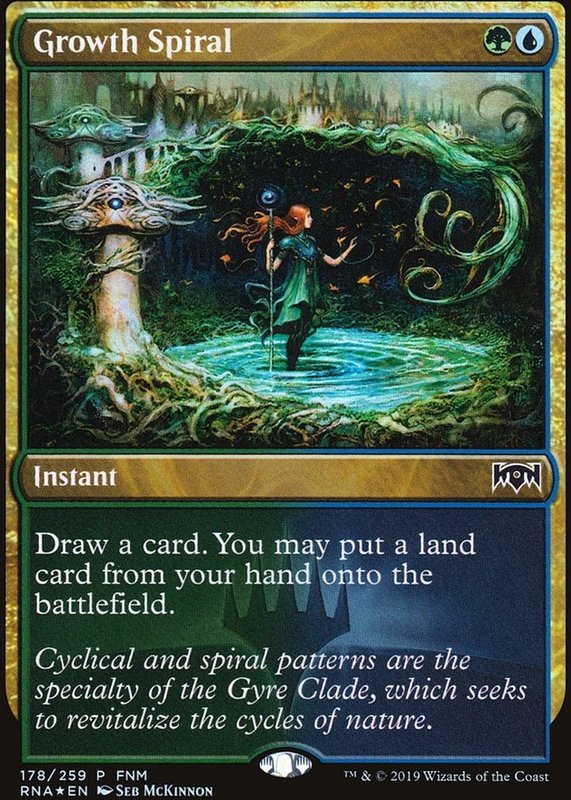 Growth Spiral
Instant
Draw a card. You may put a land
card from your hand onto the
battlefield.
Cyclical and spiral patterns are the
specialty of the Gyre Clade, which seeks
to revitalize the cycles of nature.
178/259 P FNM
RNA★EN Seb McKinnon
™ & © 2019 Wizards of the Coast